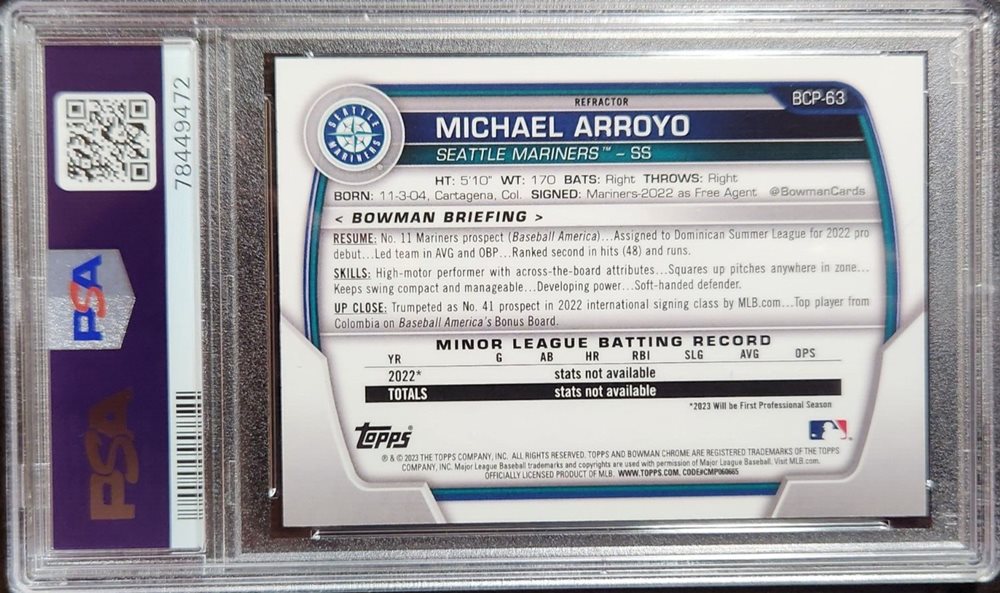 78449472
PSA
PSA
REFRACTOR
BCP-63
SEATTLE MARINERS
MICHAEL ARROYO
SEATTLE MARINERS™ - SS
HT: 5'10" WT: 170 BATS: Right THROWS: Right
BORN: 11-3-04, Cartagena, Col. SIGNED: Mariners-2022 as Free Agent @BowmanCards
< BOWMAN BRIEFING >
RESUME: No. 11 Mariners prospect (Baseball America)...Assigned to Dominican Summer League for 2022 pro
debut...Led team in AVG and OBP...Ranked second in hits (48) and runs.
SKILLS: High-motor performer with across-the-board attributes...Squares up pitches anywhere in zone...
Keeps swing compact and manageable...Developing power...Soft-handed defender.
UP CLOSE: Trumpeted as No. 41 prospect in 2022 international signing class by MLB.com...Top player from
Colombia on Baseball America's Bonus Board.
MINOR LEAGUE BATTING RECORD
YR G AB HR RBI SLG AVG OPS
2022* stats not available
TOTALS stats not available
*2023 Will be First Professional Season
TOPPS®
® & © 2023 THE TOPPS COMPANY, INC. ALL RIGHTS RESERVED. TOPPS AND BOWMAN CHROME ARE REGISTERED TRADEMARKS OF THE TOPPS
COMPANY, INC. Major League Baseball trademarks and copyrights are used with permission of Major League Baseball. Visit MLB.com.
OFFICIALLY LICENSED PRODUCT OF MLB. WWW.TOPPS.COM. CODE#CMP060665